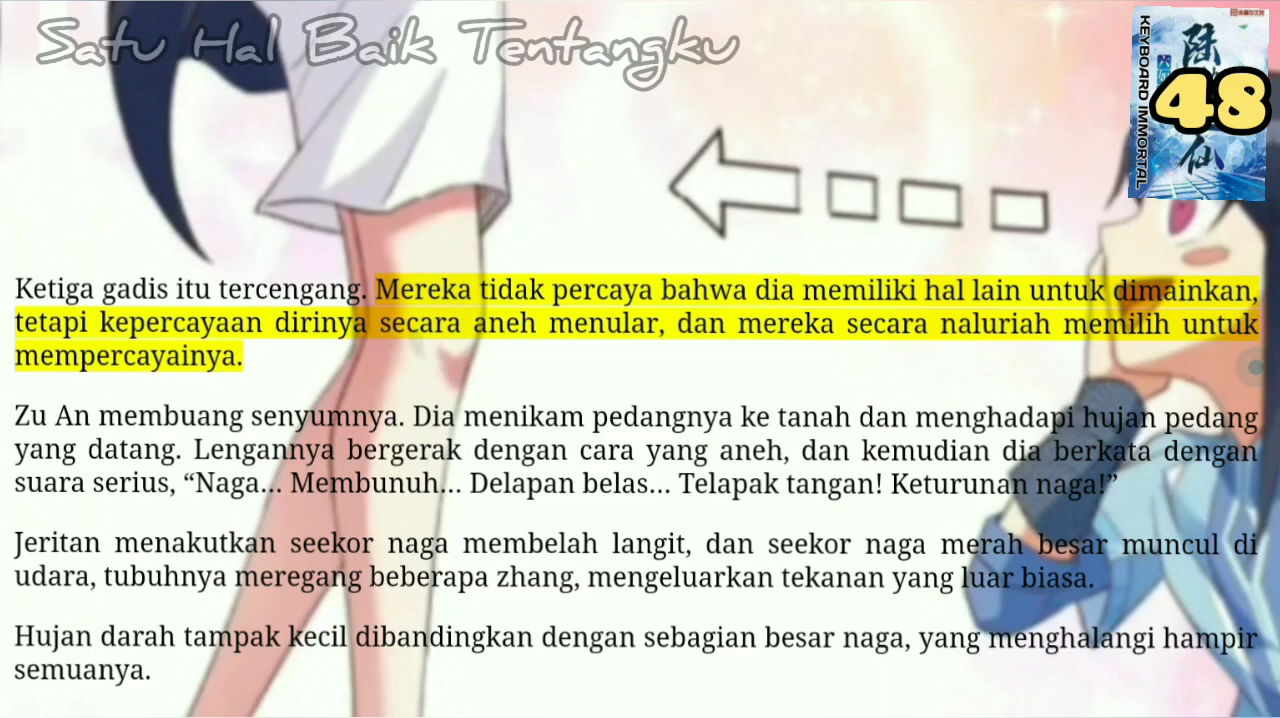 Satu Hal Baik Tentangku
KEYBOARD IMMORTAL
48
Ketiga gadis itu tercengang. Mereka tidak percaya bahwa dia memiliki hal lain untuk dimainkan,
tetapi kepercayaan dirinya secara aneh menular, dan mereka secara naluriah memilih untuk
mempercayainya.
Zu An membuang senyumnya. Dia menikam pedangnya ke tanah dan menghadapi hujan pedang
yang datang. Lengannya bergerak dengan cara yang aneh, dan kemudian dia berkata dengan
suara serius, “Naga... Membunuh... Delapan belas... Telapak tangan! Keturunan naga!”
Jeritan menakutkan seekor naga membelah langit, dan seekor naga merah besar muncul di
udara, tubuhnya meregang beberapa zhang, mengeluarkan tekanan yang luar biasa.
Hujan darah tampak kecil dibandingkan dengan sebagian besar naga, yang menghalangi hampir
semuanya.